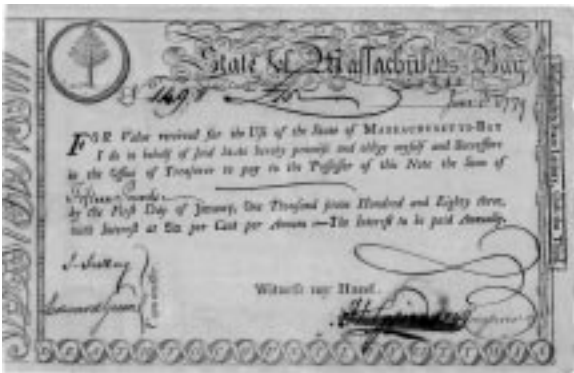 State of Massachusetts Bay
FOR Value received for the Use of the State of MASSACHUSETTS-BAY
I do in behalf of said State hereby promise and oblige myself and Successors
in the Office of Treasurer to pay to the Possessor of this Note the Sum of
Fifteen Pounds
by the First Day of January, One Thousand seven Hundred and Eighty three,
with Interest at Six per Cent per Annum :—The Interest to be paid Annually.
Witness my Hand.